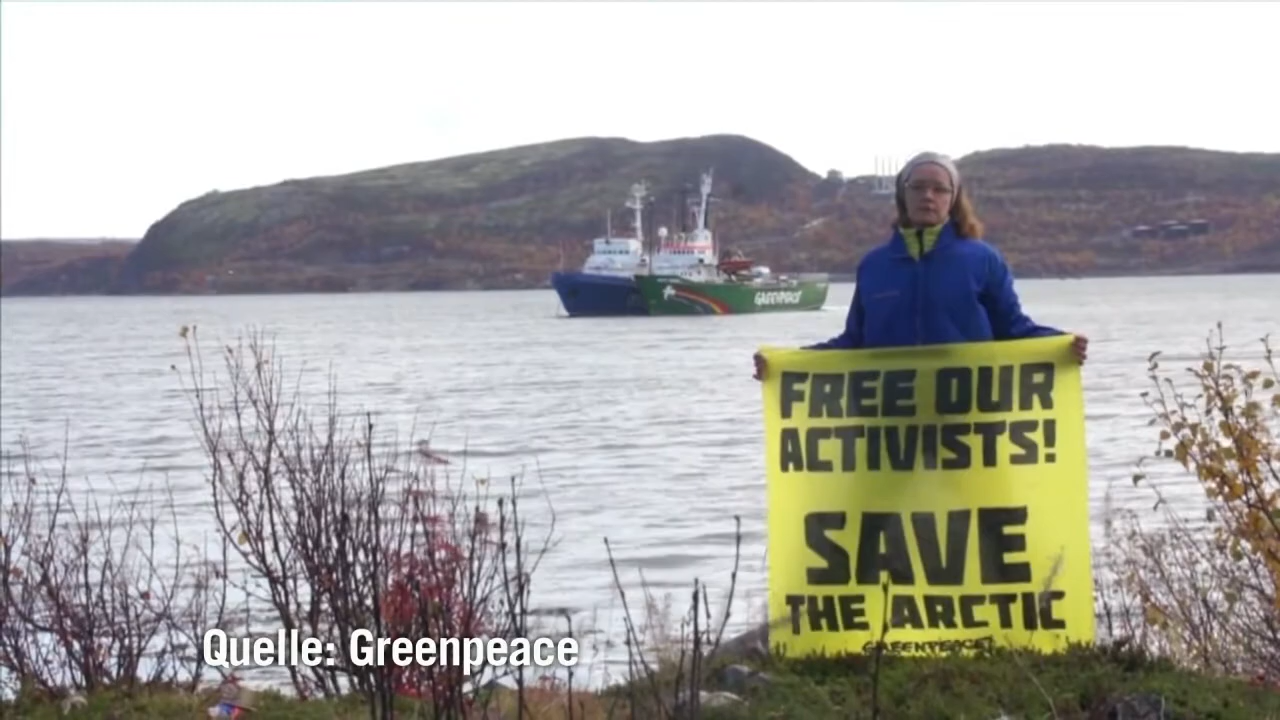 GREENPEACE
FREE OUR
ACTIVISTS!
SAVE
THE ARCTIC
GREENPEACE
Quelle: Greenpeace